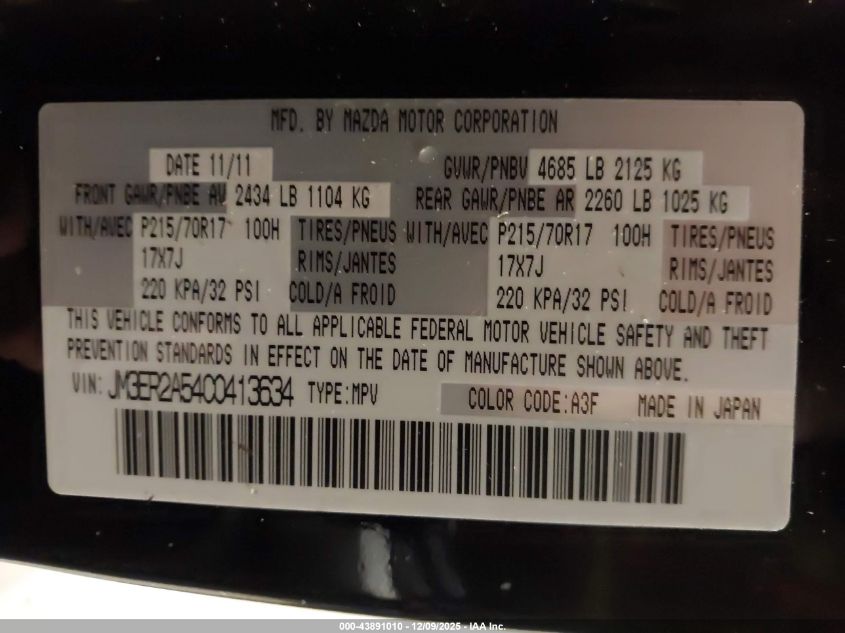 MFD. BY MAZDA MOTOR CORPORATION
DATE 11/11 GVWR/PNBV 4685 LB 2125 KG
FRONT GAWR/PNBE AV 2434 LB 1104 KG REAR GAWR/PNBE AR 2260 LB 1025 KG
WITH/AVEC P215/70R17 100H TIRES/PNEUS WITH/AVEC P215/70R17 100H TIRES/PNEUS
17X7J RIMS/JANTES 17X7J RIMS/JANTES
220 KPA/32 PSI COLD/A FROID 220 KPA/32 PSI COLD/A FROID
THIS VEHICLE CONFORMS TO ALL APPLICABLE FEDERAL MOTOR VEHICLE SAFETY AND THEFT
PREVENTION STANDARDS IN EFFECT ON THE DATE OF MANUFACTURE SHOWN ABOVE.
VIN: JM3ER2A54C0413634 TYPE:MPV COLOR CODE:A3F MADE IN JAPAN
000-43891010 - 12/09/2025 - IAA Inc.